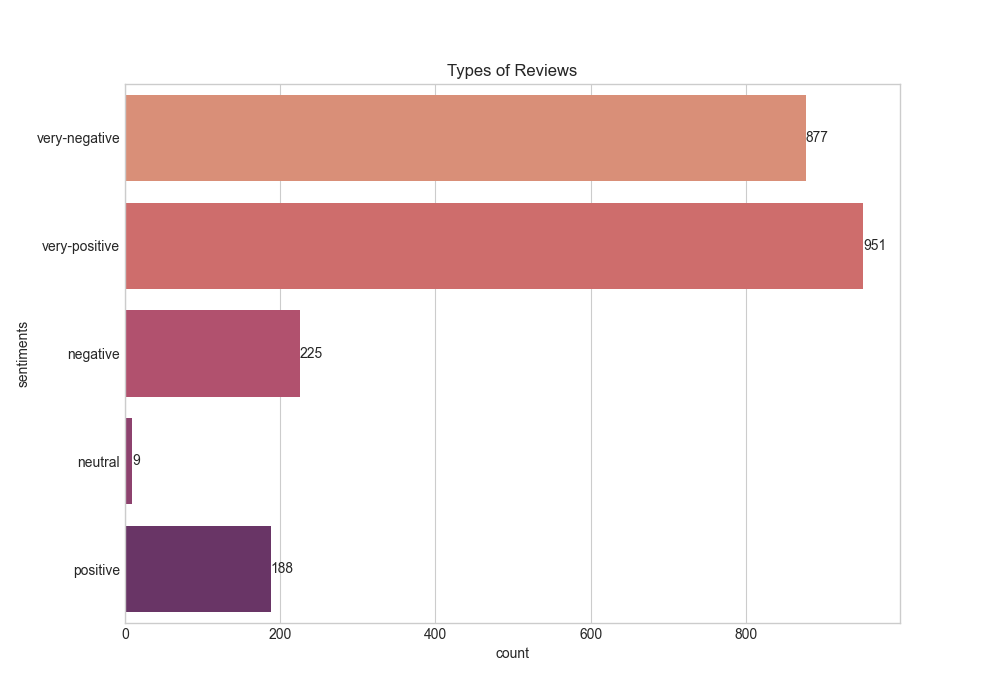 Types of Reviews
sentiments
very-negative
877
very-positive
951
negative
225
neutral
9
positive
188
0 200 400 600 800
count